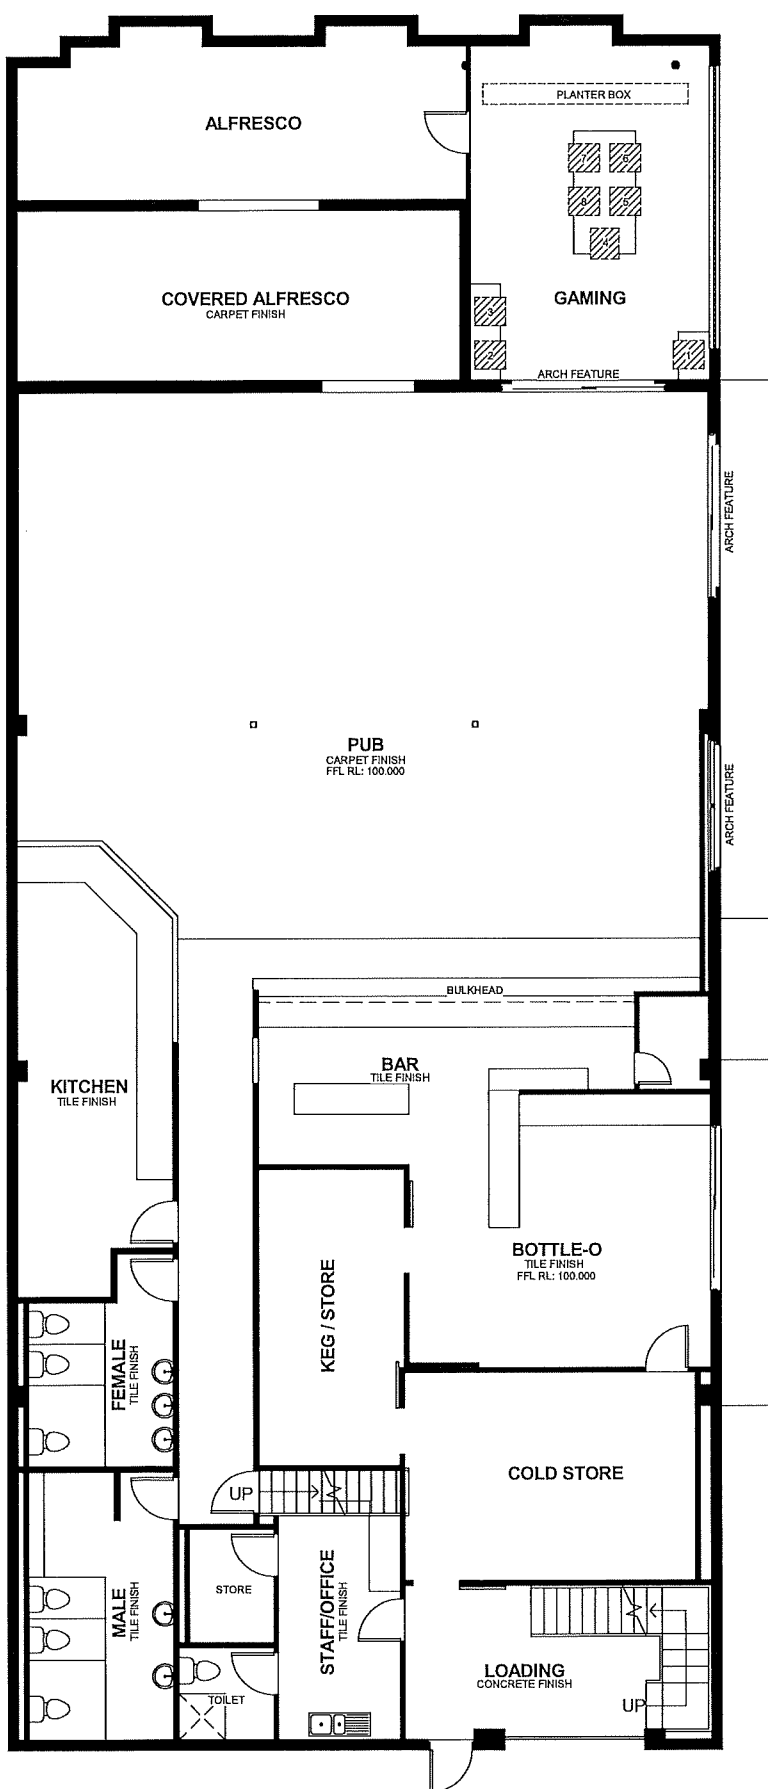 PLANTER BOX
ALFRESCO
7
6
8
5
4
COVERED ALFRESCO
CARPET FINISH
GAMING
3
2
1
ARCH FEATURE
ARCH FEATURE
PUB
CARPET FINISH
FFL RL: 100.000
ARCH FEATURE
BULKHEAD
BAR
TILE FINISH
KITCHEN
TILE FINISH
BOTTLE-O
TILE FINISH
FFL RL: 100.000
KEG / STORE
FEMALE
TILE FINISH
COLD STORE
UP
STORE
STAFF/OFFICE
TILE FINISH
MALE
TILE FINISH
LOADING
CONCRETE FINISH
TOILET
UP